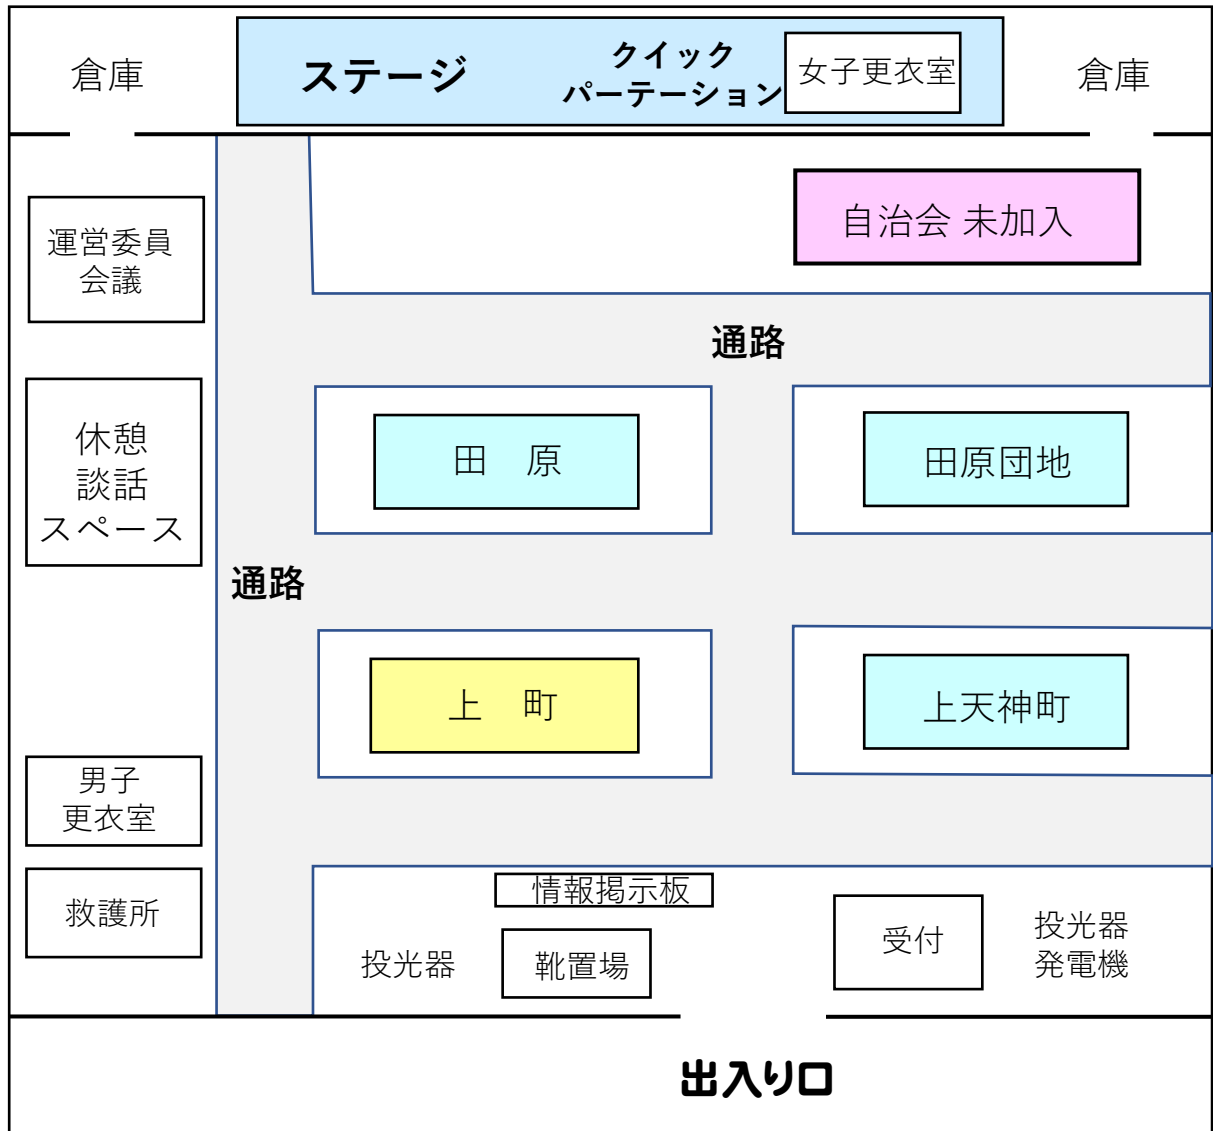 倉庫
ステージ
クイック
パーテーション
女子更衣室
倉庫
運営委員
会議
自治会 未加入
通路
休憩
談話
スペース
田　原
田原団地
通路
上　町
上天神町
男子
更衣室
救護所
情報掲示板
投光器
靴置場
受付
投光器
発電機
出入り口